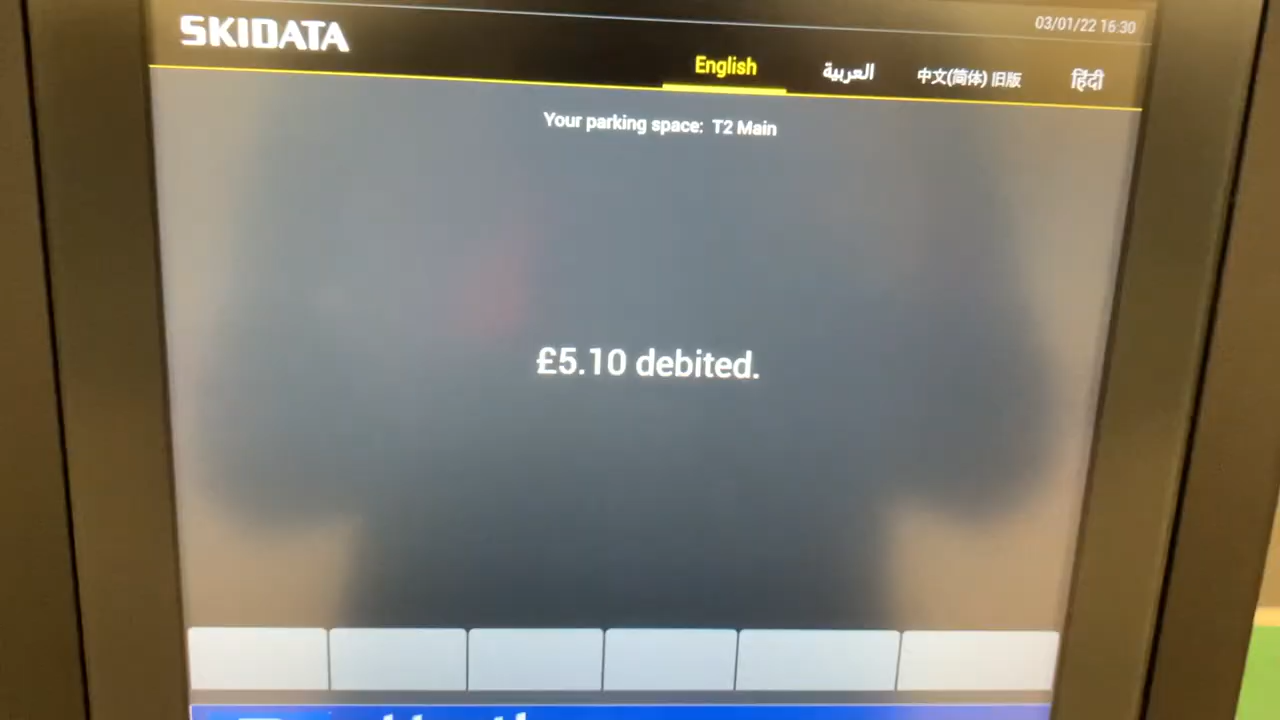 SKIDATA
03/01/22 16:30
English العربية 中文(简体) 旧版 हिंदी
Your parking space: T2 Main
£5.10 debited.